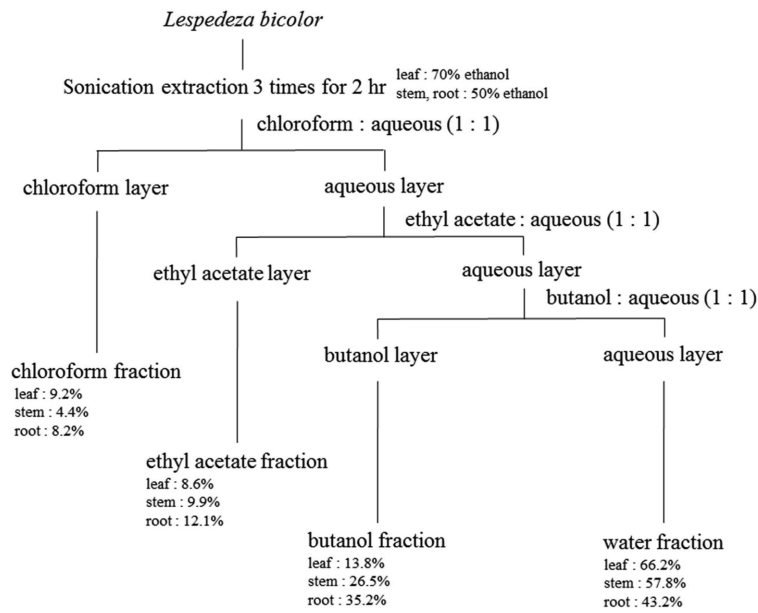 Lespedeza bicolor
Sonication extraction 3 times for 2 hr
leaf : 70% ethanol
stem, root : 50% ethanol
chloroform : aqueous (1 : 1)
chloroform layer
aqueous layer
ethyl acetate : aqueous (1 : 1)
ethyl acetate layer
aqueous layer
butanol : aqueous (1 : 1)
butanol layer
aqueous layer
chloroform fraction
leaf : 9.2%
stem : 4.4%
root : 8.2%
ethyl acetate fraction
leaf : 8.6%
stem : 9.9%
root : 12.1%
butanol fraction
leaf : 13.8%
stem : 26.5%
root : 35.2%
water fraction
leaf : 66.2%
stem : 57.8%
root : 43.2%